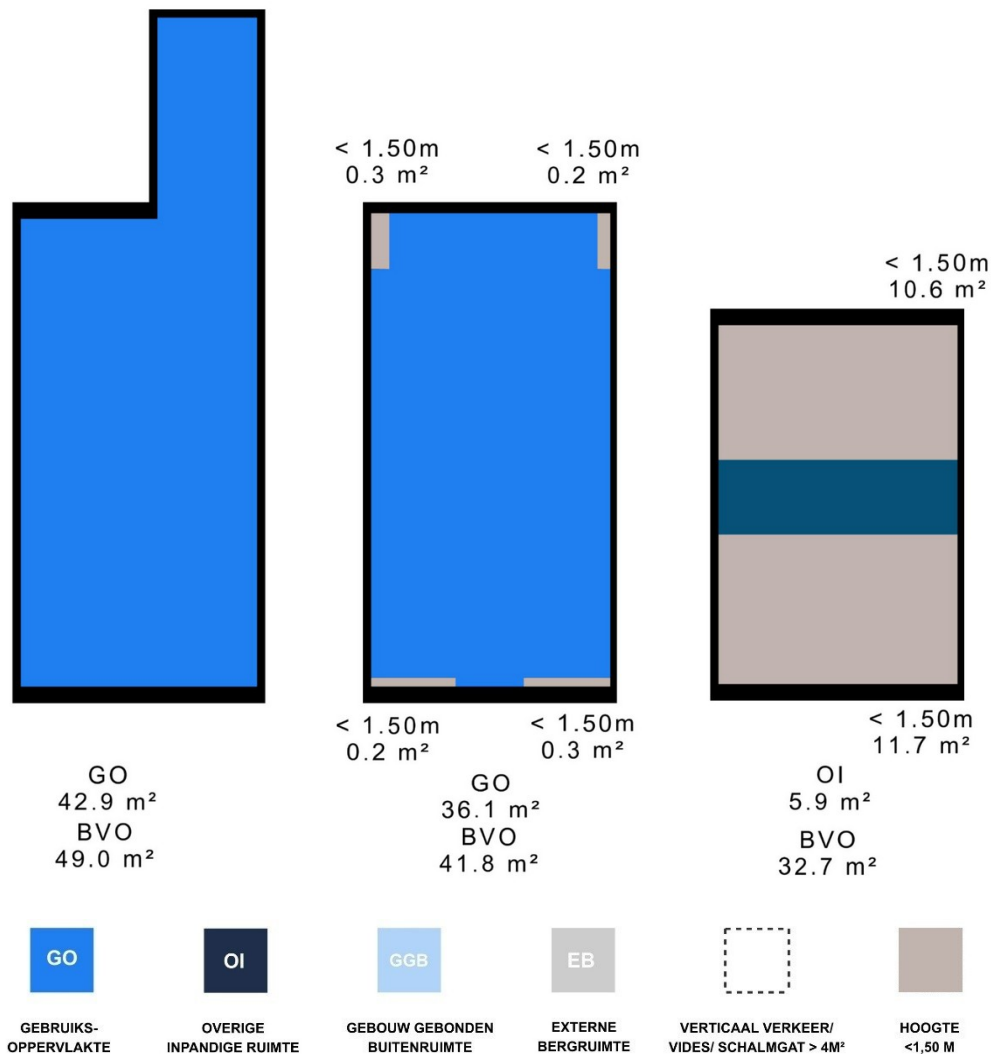 < 1.50m
0.3 m²
< 1.50m
0.2 m²
< 1.50m
10.6 m²
< 1.50m
0.2 m²
< 1.50m
0.3 m²
< 1.50m
11.7 m²
GO
42.9 m²
BVO
49.0 m²
GO
36.1 m²
BVO
41.8 m²
OI
5.9 m²
BVO
32.7 m²
GO
GEBRUIKS-
OPPERVLAKTE
OI
OVERIGE
INPANDIGE RUIMTE
GGB
GEBOUW GEBONDEN
BUITENRUIMTE
EB
EXTERNE
BERGRUIMTE
VERTICAAL VERKEER/
VIDES/ SCHALMGAT > 4M²
HOOGTE
<1,50 M